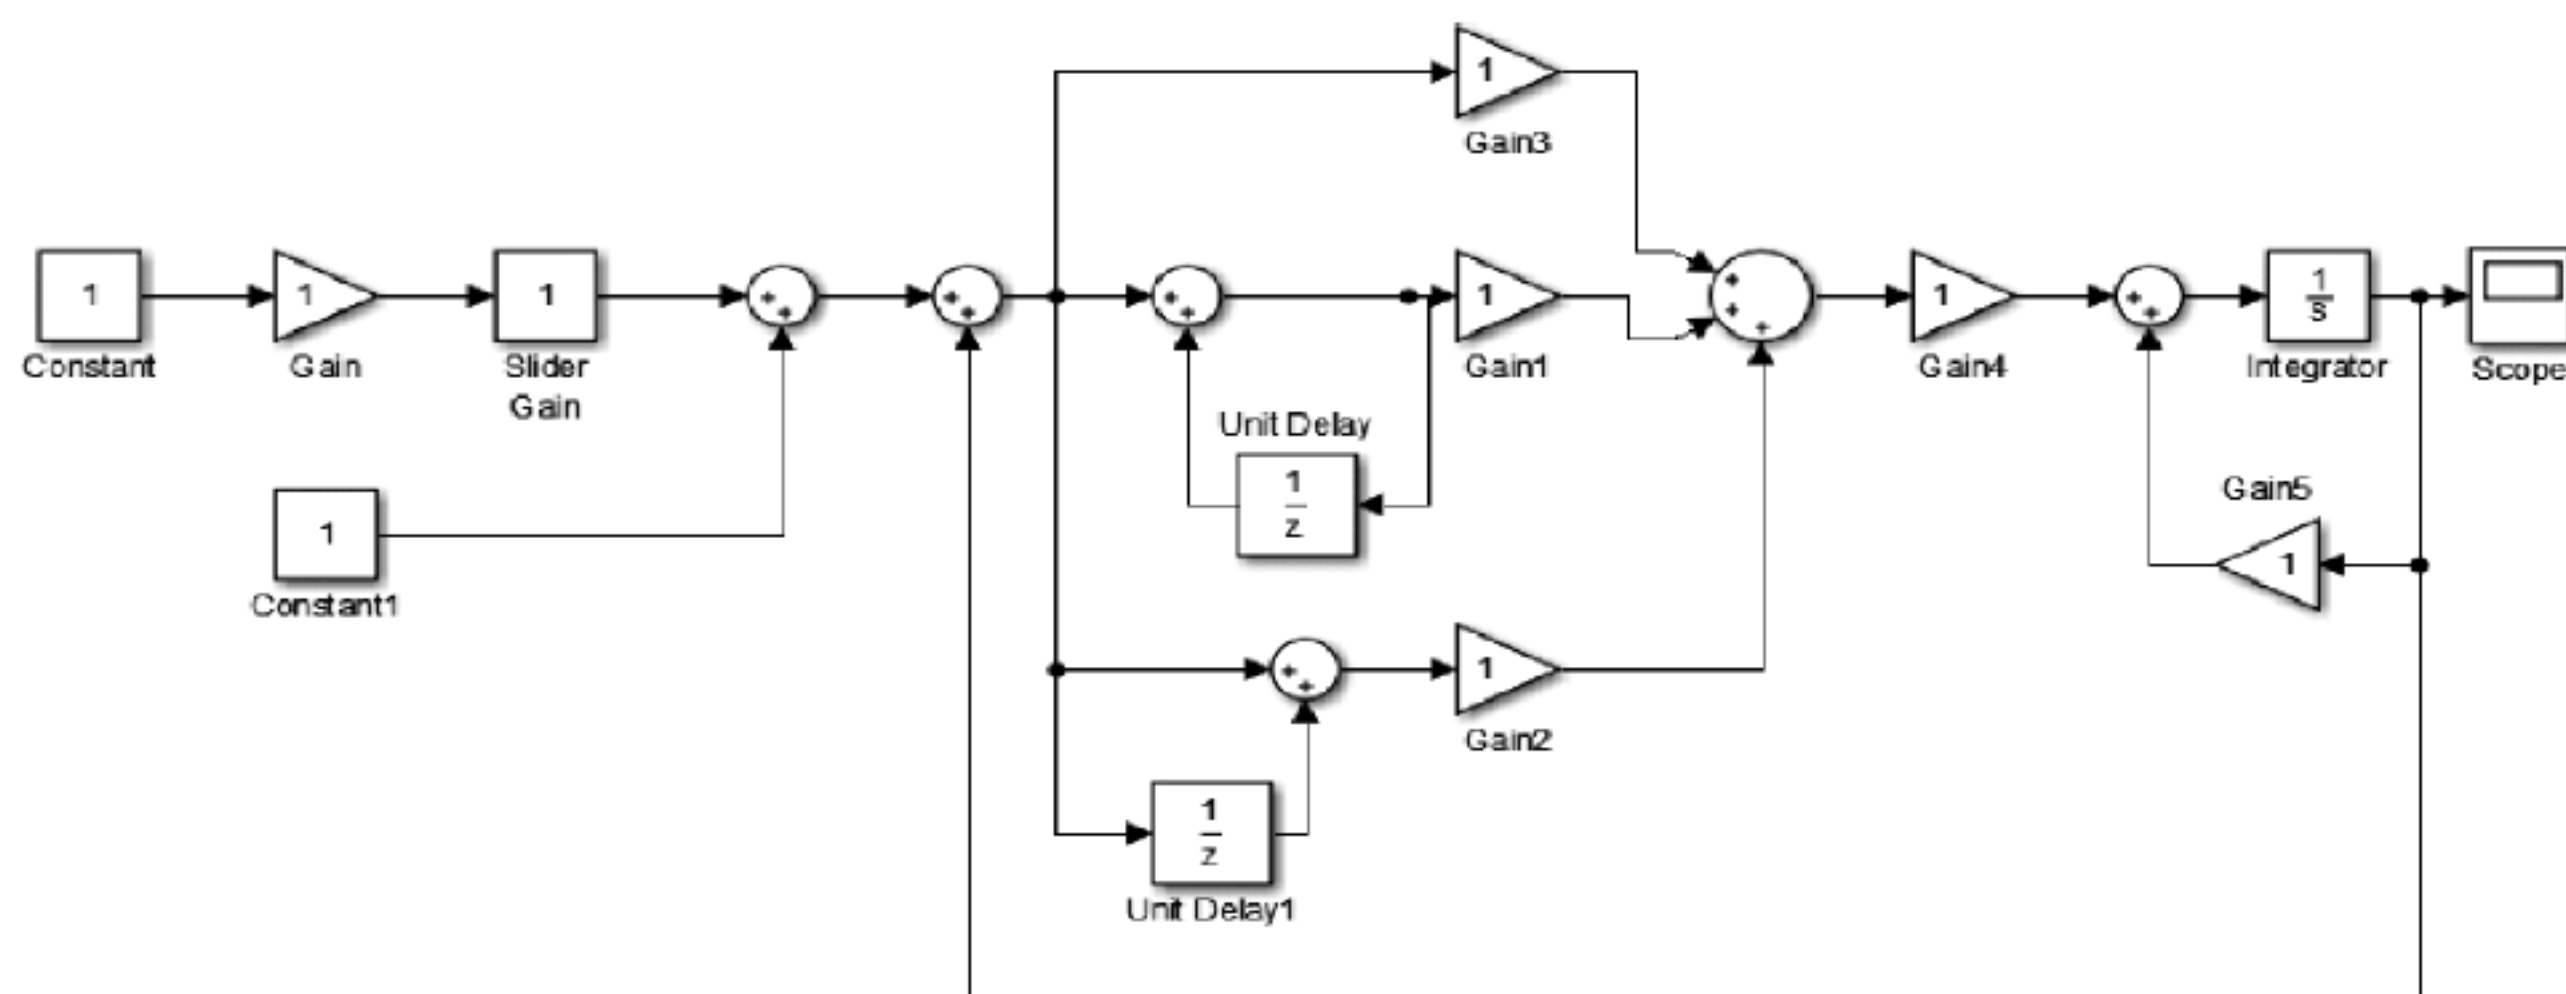 1
Gain3
1
Constant
1
Gain
1
Slider
Gain
+
+
+
+
+
+
1
Gain1
+
+
+
1
Gain4
+
+
1
s
Integrator
Scope
Unit Delay
1
z
1
Constant1
Gain5
1
+
+
1
Gain2
1
z
Unit Delay1